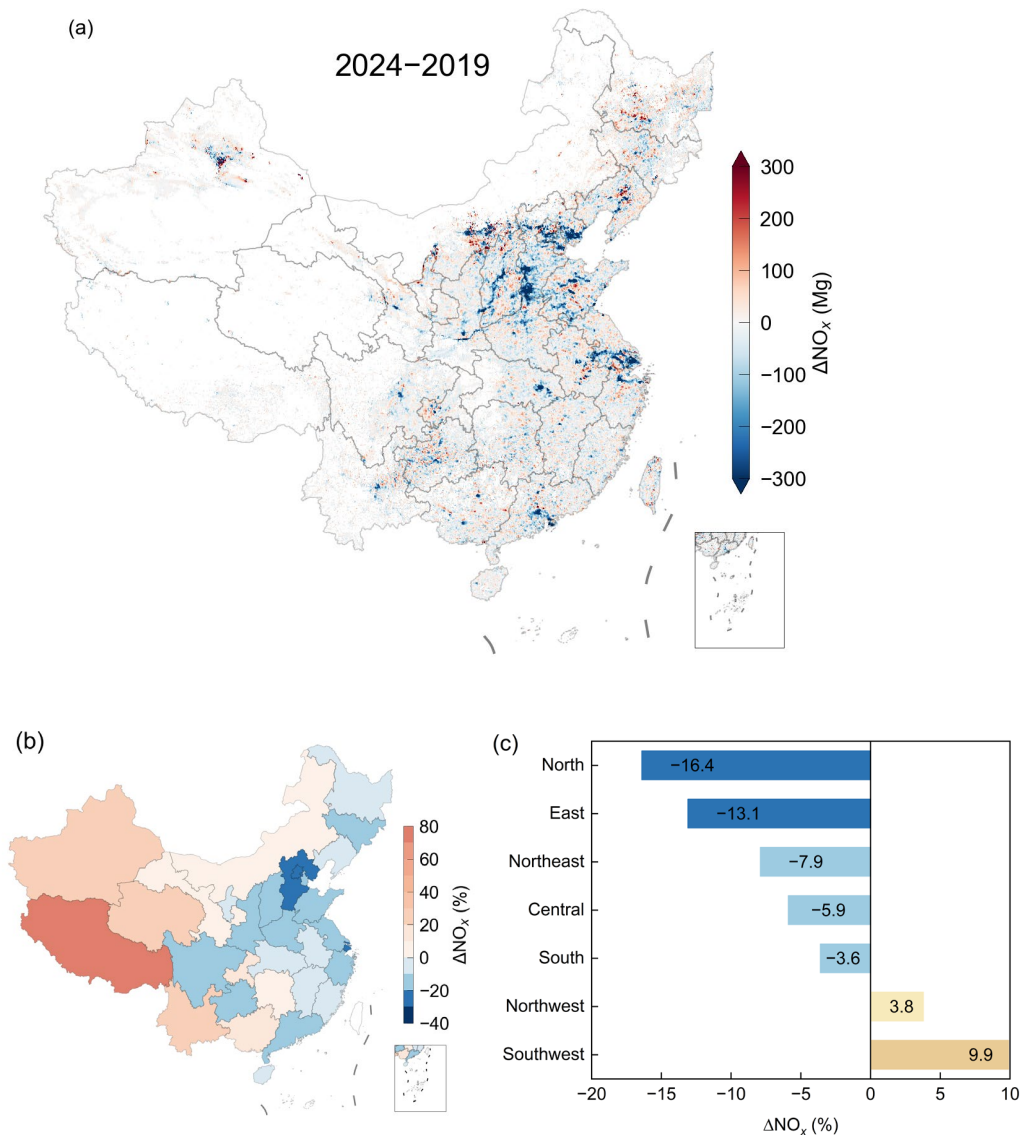 (a)
2024−2019
300
200
100
0
−100
−200
−300
ΔNOₓ (Mg)
(b)
80
60
40
20
0
−20
−40
ΔNOₓ (%)
(c)
North
East
Northeast
Central
South
Northwest
Southwest
−16.4
−13.1
−7.9
−5.9
−3.6
3.8
9.9
−20 −15 −10 −5 0 5 10
ΔNOₓ (%)